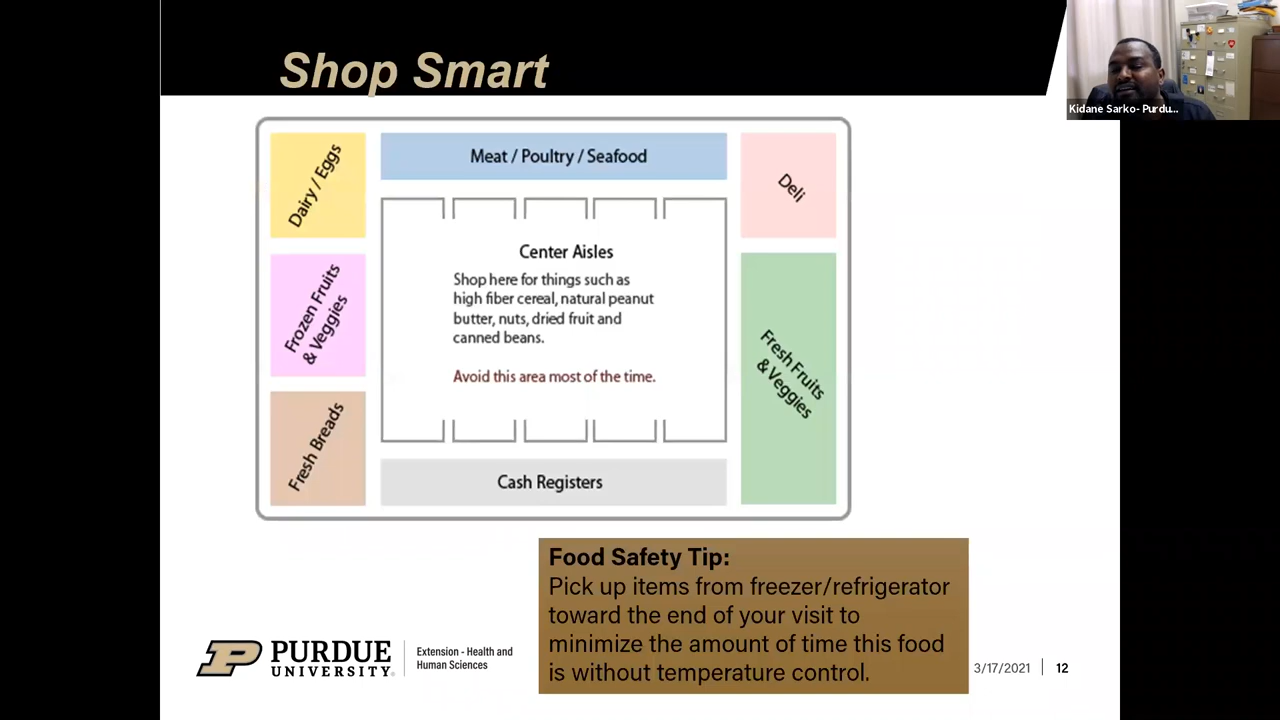 Shop Smart
Kidane Sarko- Purdu...
Dairy / Eggs
Meat / Poultry / Seafood
Deli
Frozen Fruits
& Veggies
Center Aisles
Shop here for things such as
high fiber cereal, natural peanut
butter, nuts, dried fruit and
canned beans.
Avoid this area most of the time.
Fresh Fruits
& Veggies
Fresh Breads
Cash Registers
Food Safety Tip:
Pick up items from freezer/refrigerator
toward the end of your visit to
minimize the amount of time this food
is without temperature control.
PURDUE
UNIVERSITY®
Extension - Health and
Human Sciences
3/17/2021
12